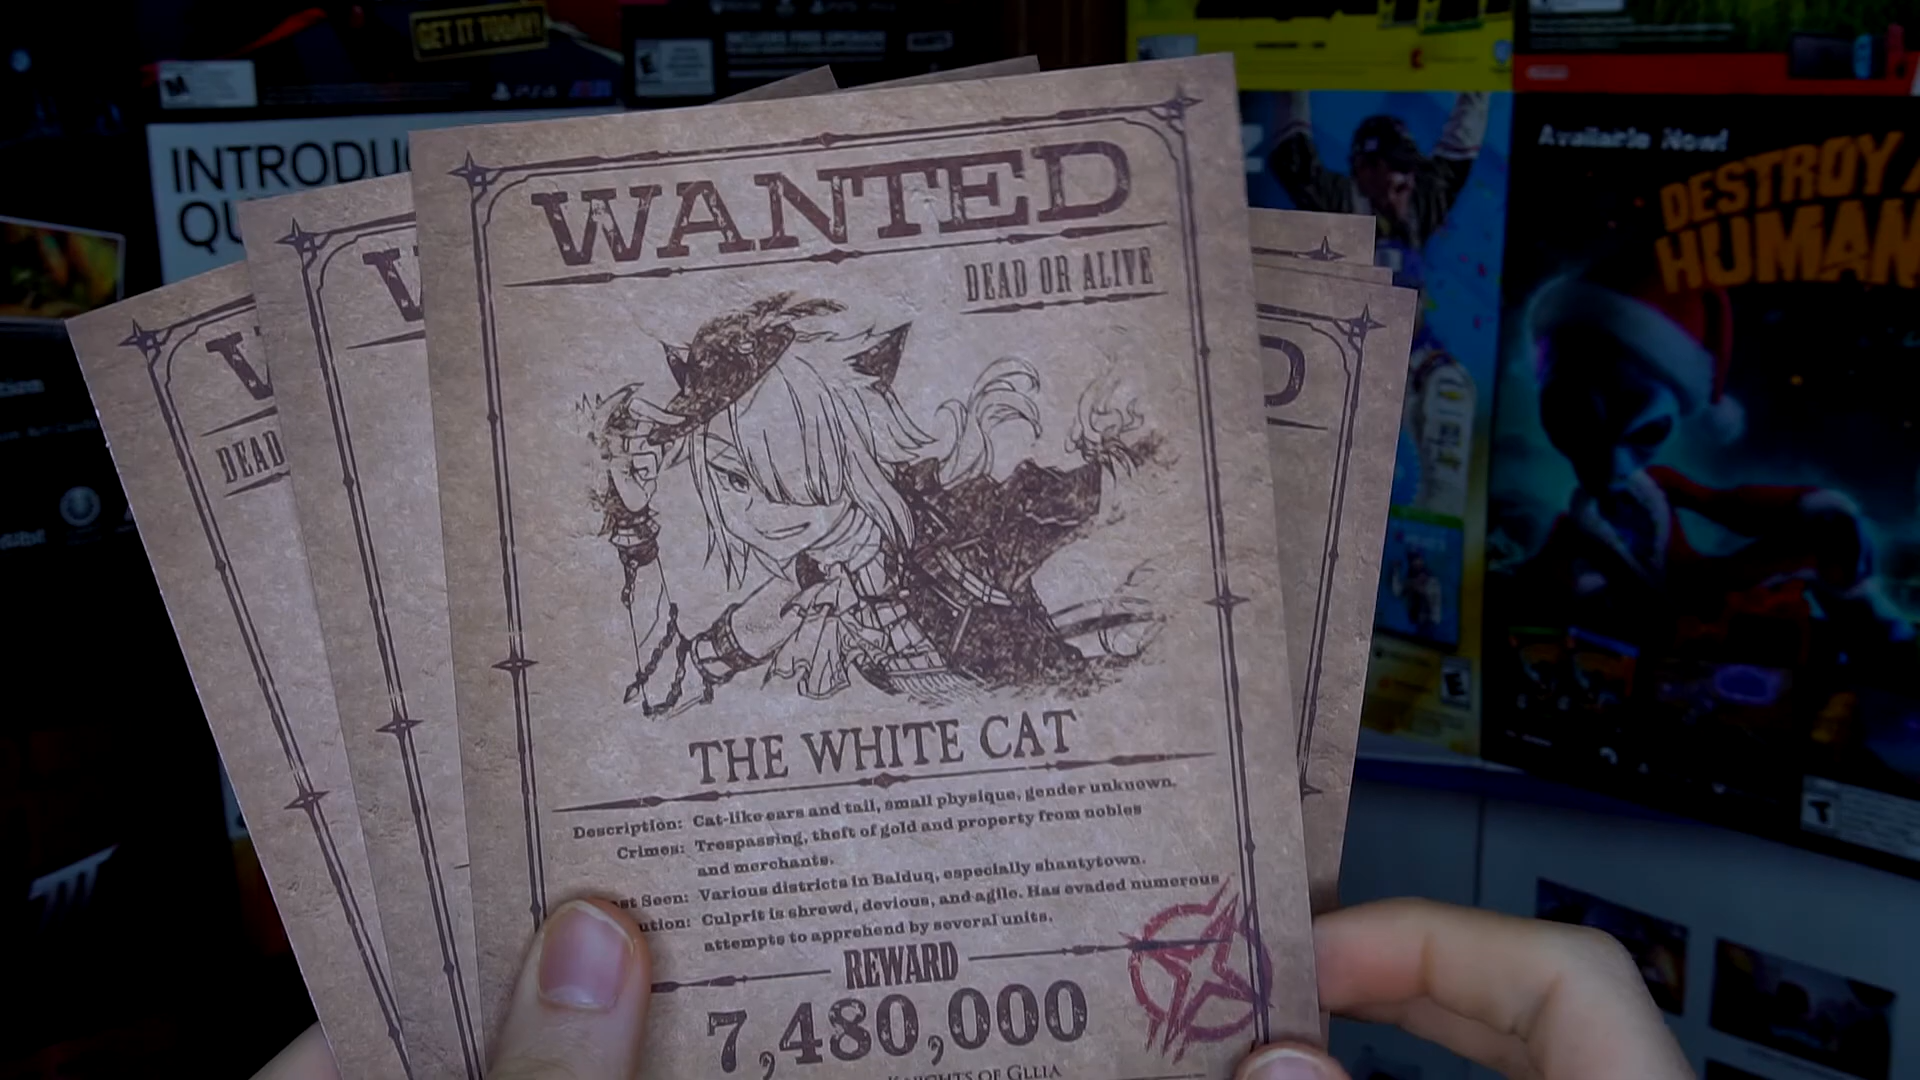 GET IT TODAY!
M
INTRODUC
QU
Available Now!
DESTROY A
HUMAN
WANTED
DEAD OR ALIVE
DEAD
D
THE WHITE CAT
Description: Cat-like ears and tail, small physique, gender unknown.
Crimes: Trespassing, theft of gold and property from nobles
and merchants.
st Seen: Various districts in Balduq, especially shantytown.
ution: Culprit is shrewd, devious, and agile. Has evaded numerous
attempts to apprehend by several units.
REWARD
7,480,000
KNIGHTS OF GLLIA
E
T